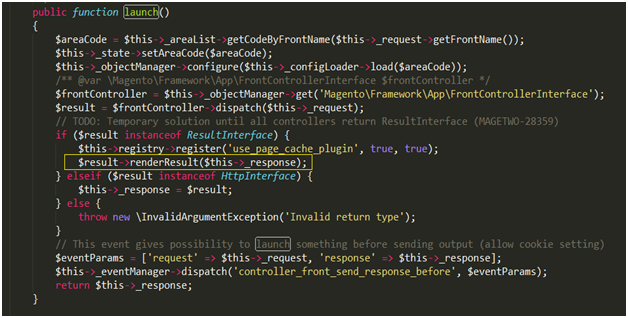 public function launch()
{
$areaCode = $this->_areaList->getCodeByFrontName($this->_request->getFrontName());
$this->_state->setAreaCode($areaCode);
$this->_objectManager->configure($this->_configLoader->load($areaCode));
/** @var \Magento\Framework\App\FrontControllerInterface $frontController */
$frontController = $this->_objectManager->get('Magento\Framework\App\FrontControllerInterface');
$result = $frontController->dispatch($this->_request);
// TODO: Temporary solution until all controllers return ResultInterface (MAGETWO-28359)
if ($result instanceof ResultInterface) {
$this->registry->register('use_page_cache_plugin', true, true);
$result->renderResult($this->_response);
} elseif ($result instanceof HttpInterface) {
$this->_response = $result;
} else {
throw new \InvalidArgumentException('Invalid return type');
}
// This event gives possibility to launch something before sending output (allow cookie setting)
$eventParams = ['request' => $this->_request, 'response' => $this->_response];
$this->_eventManager->dispatch('controller_front_send_response_before', $eventParams);
return $this->_response;
}